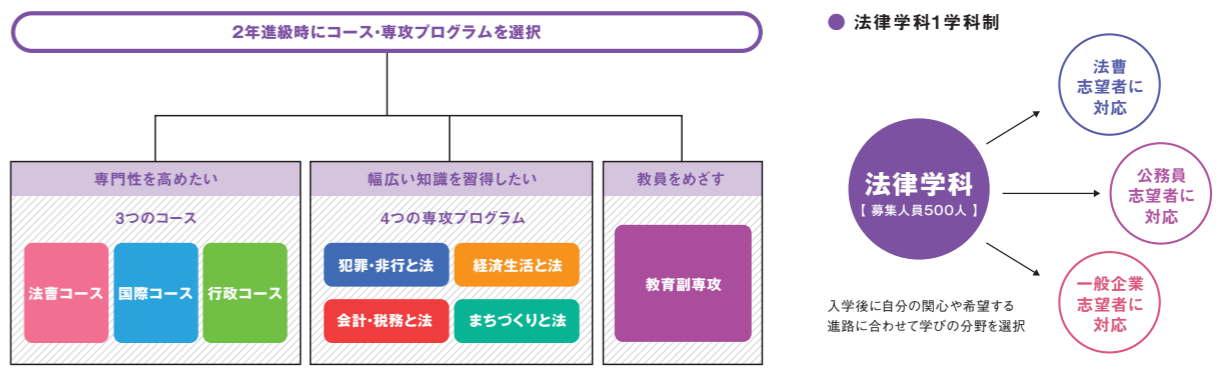 2年進級時にコース・専攻プログラムを選択
専門性を高めたい
3つのコース
法曹コース
国際コース
行政コース
幅広い知識を習得したい
4つの専攻プログラム
犯罪・非行と法
経済生活と法
会計・税務と法
まちづくりと法
教員をめざす
教育副専攻
● 法律学科1学科制
法律学科
【 募集人員500人 】
法曹
志望者に
対応
公務員
志望者に
対応
一般企業
志望者に
対応
入学後に自分の関心や希望する
進路に合わせて学びの分野を選択